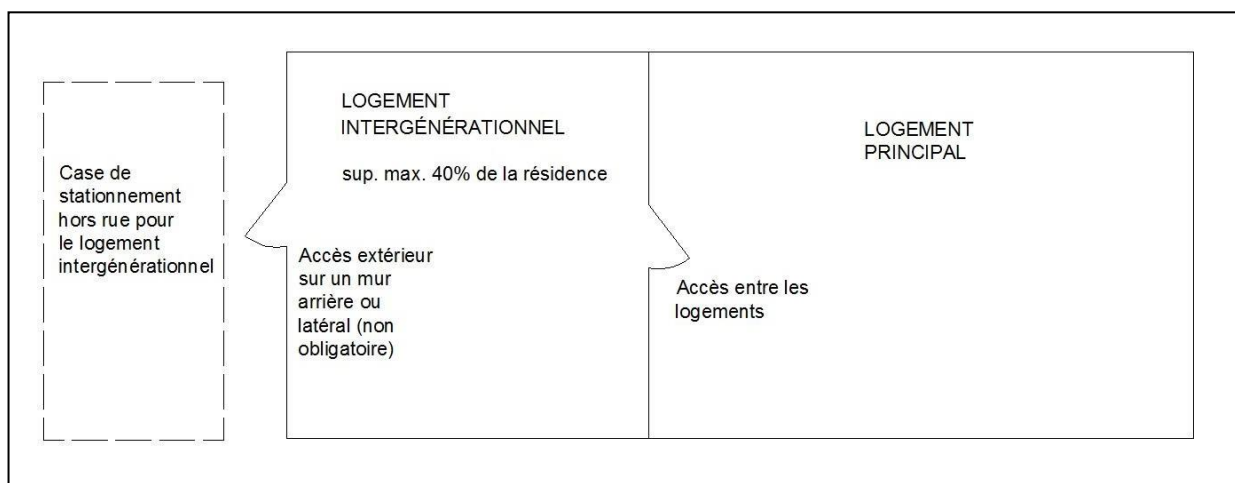 Case de
stationnement
hors rue pour
le logement
intergénérationnel
LOGEMENT
INTERGÉNÉRATIONNEL
sup. max. 40% de la résidence
Accès extérieur
sur un mur
arrière ou
latéral (non
obligatoire)
LOGEMENT
PRINCIPAL
Accès entre les
logements